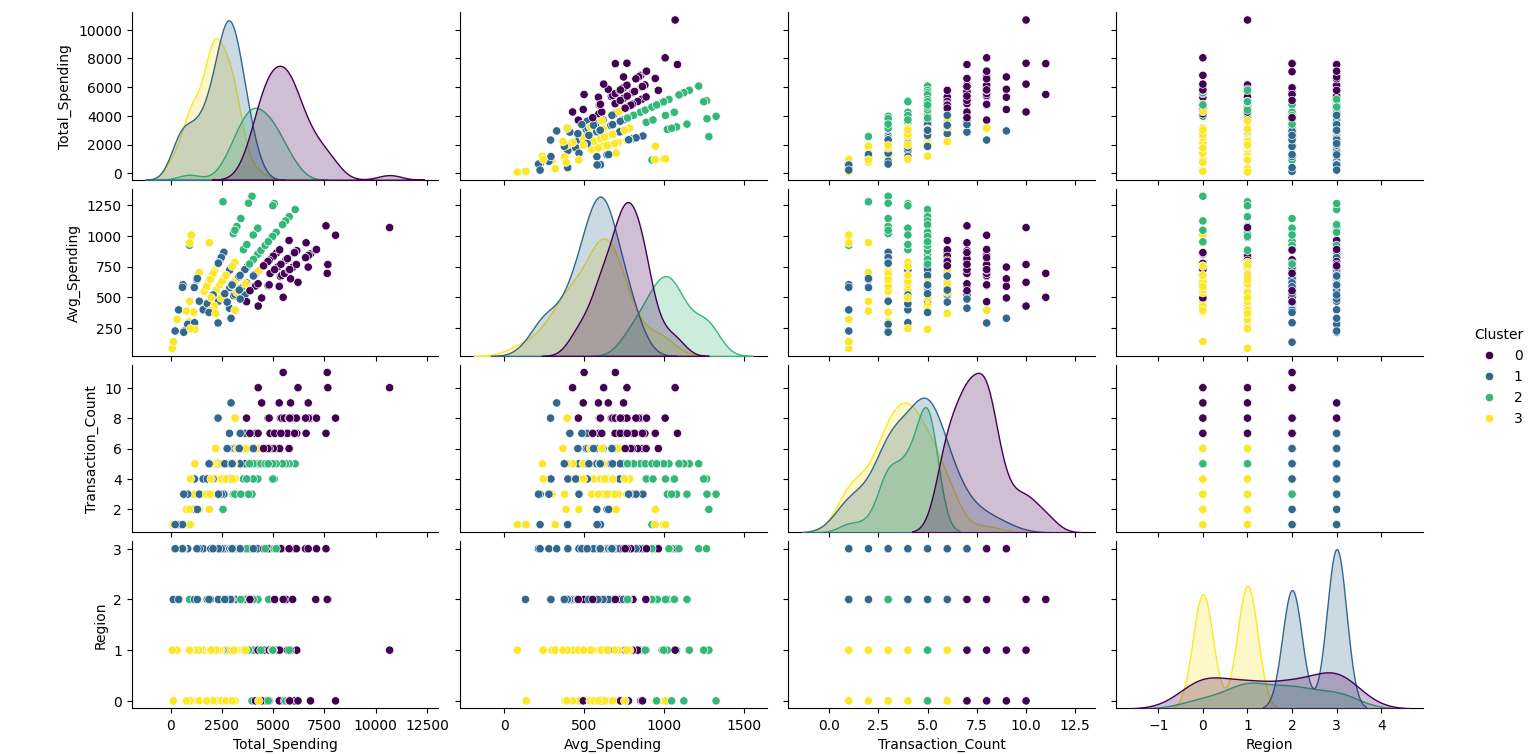 10000
8000
6000
4000
2000
0
Total_Spending
1250
1000
750
500
250
Avg_Spending
10
8
6
4
2
Transaction_Count
3
2
1
0
Region
0 2500 5000 7500 10000 12500
Total_Spending
0 500 1000 1500
Avg_Spending
0.0 2.5 5.0 7.5 10.0 12.5
Transaction_Count
−1 0 1 2 3 4
Region
Cluster
0
1
2
3